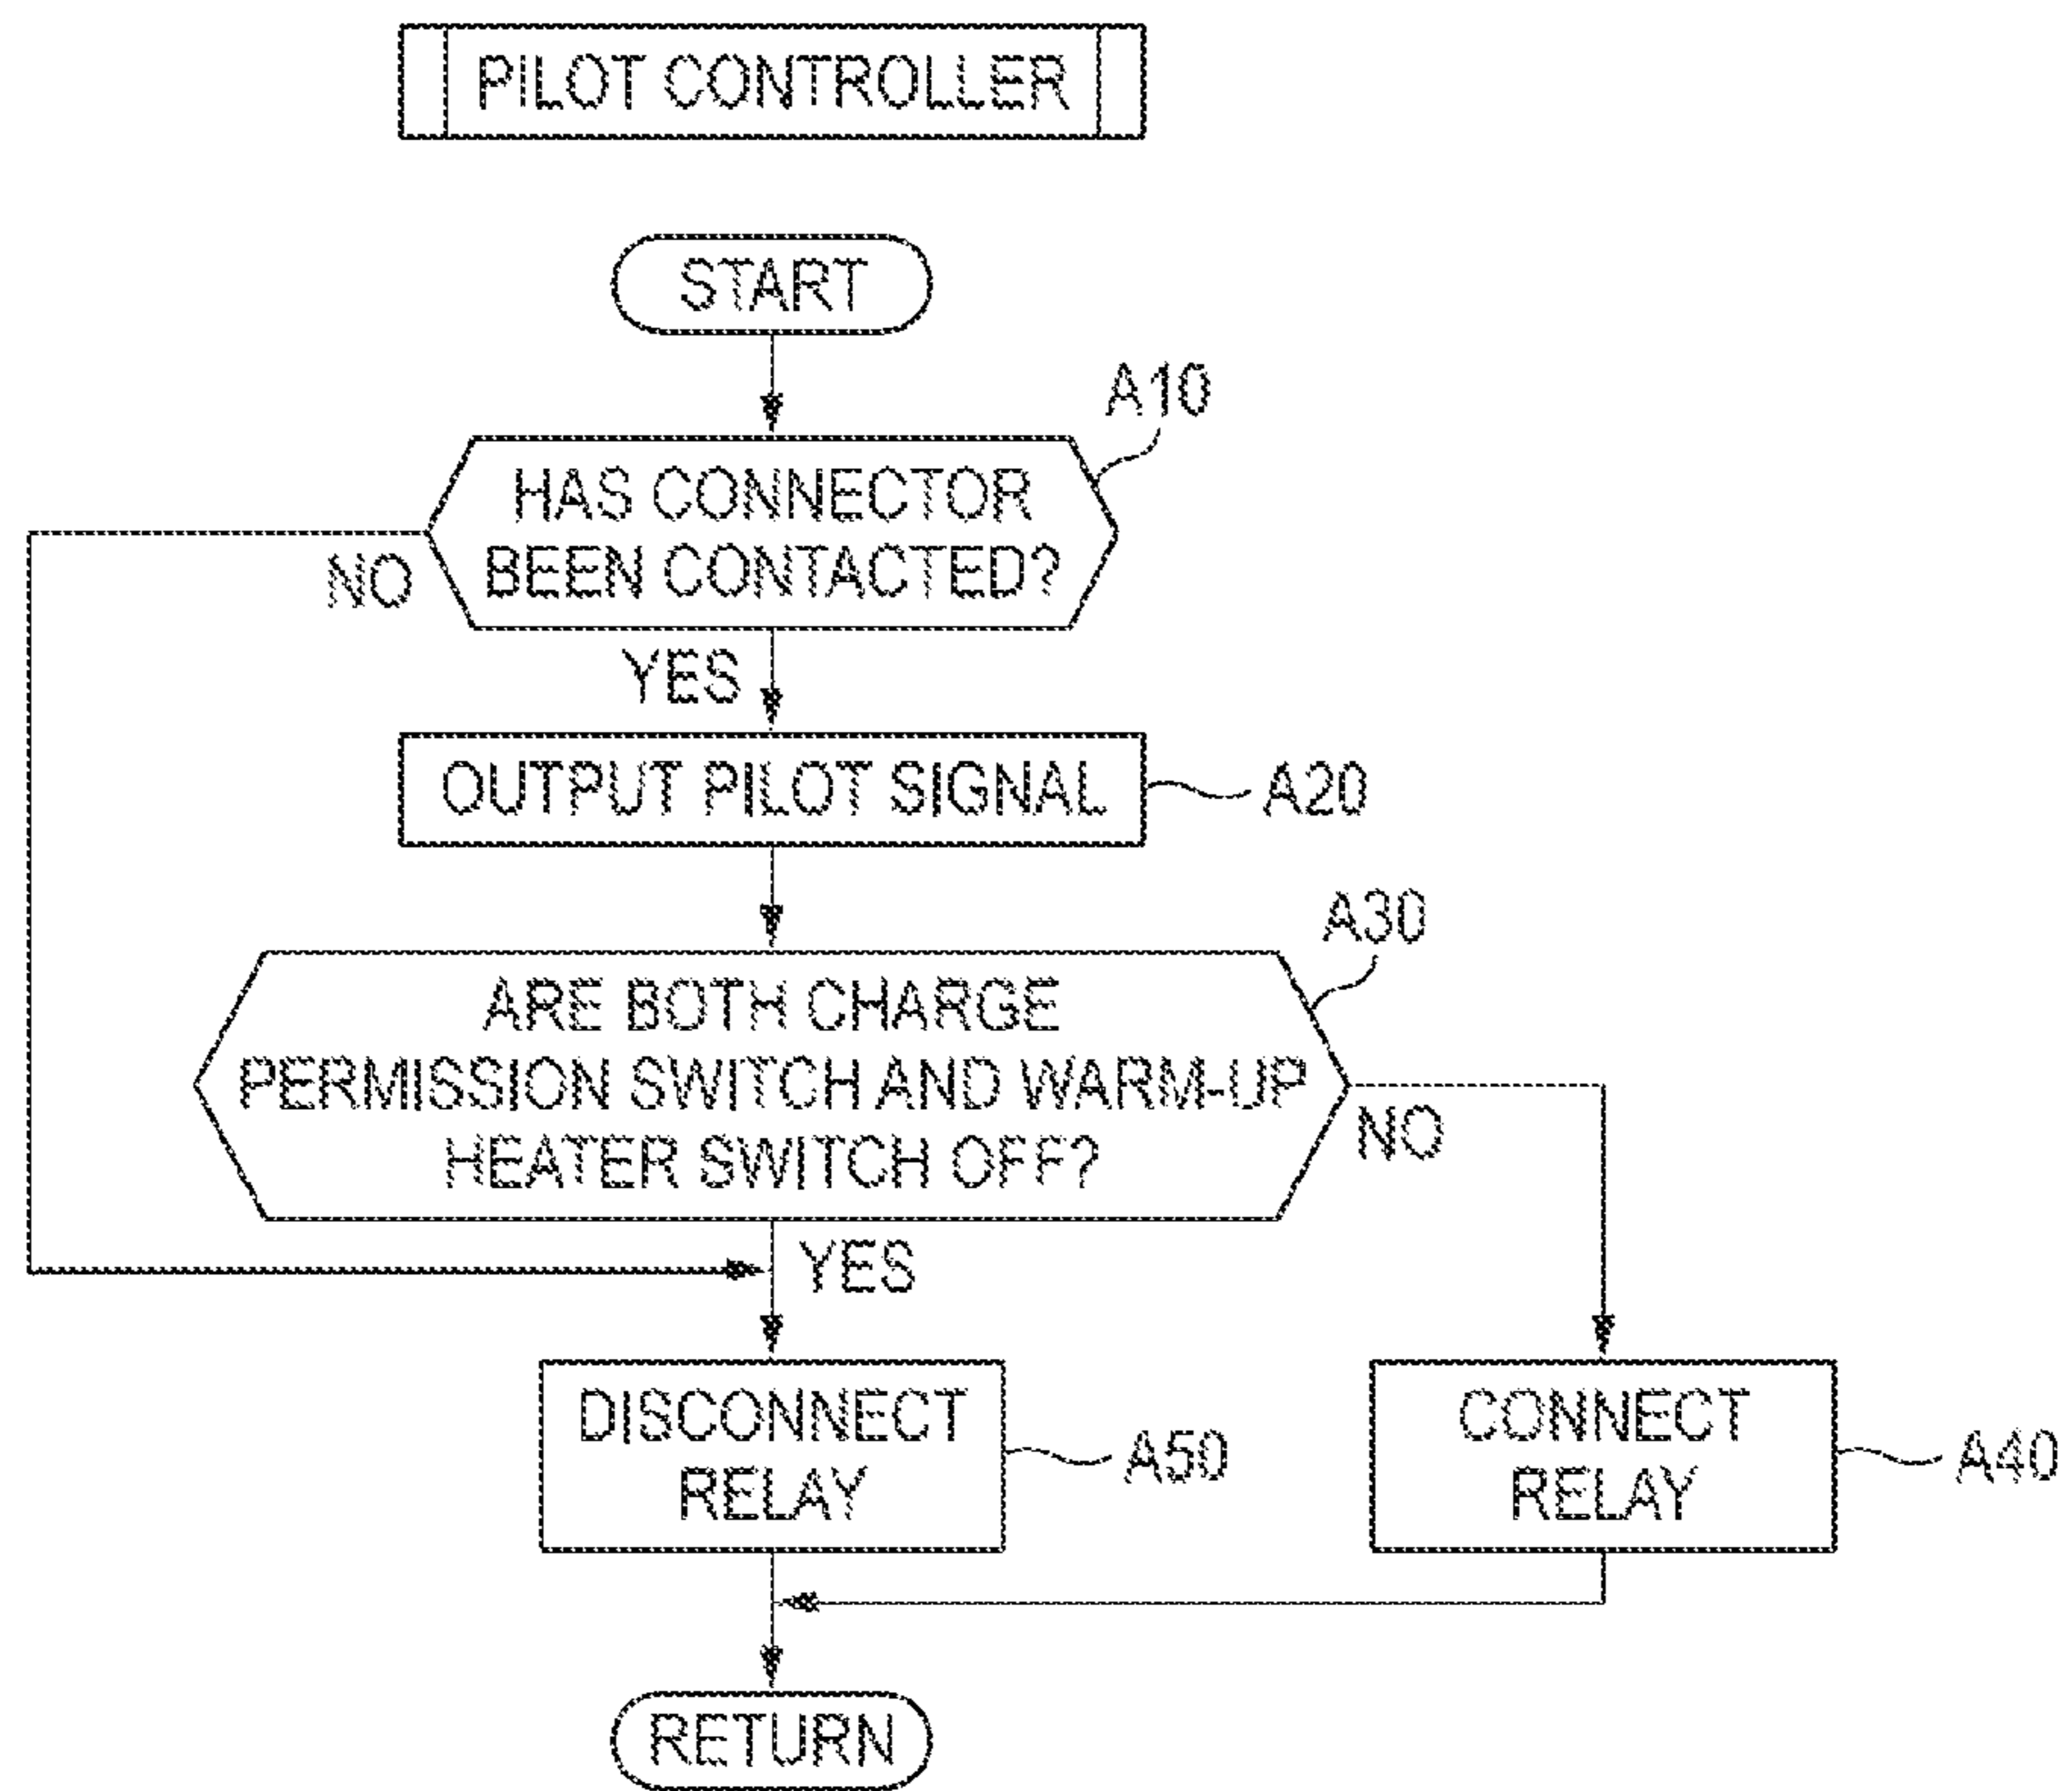 PILOT CONTROLLER
START
A10
HAS CONNECTOR
BEEN CONTACTED?
NO
YES
OUTPUT PILOT SIGNAL
A20
A30
ARE BOTH CHARGE
PERMISSION SWITCH AND WARM-UP
HEATER SWITCH OFF?
NO
YES
DISCONNECT
RELAY
A50
CONNECT
RELAY
A40
RETURN